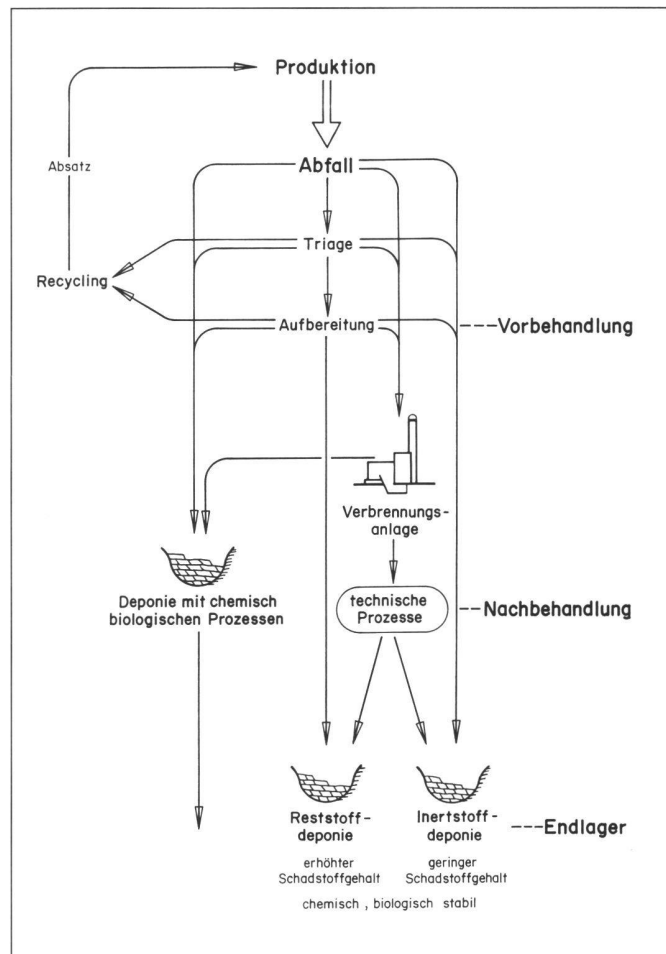 Produktion
Absatz
Abfall
Triage
Recycling
Aufbereitung
Vorbehandlung
Verbrennungs-
anlage
Deponie mit chemisch
biologischen Prozessen
technische
Prozesse
Nachbehandlung
Reststoff-
deponie
Inertstoff-
deponie
Endlager
erhöhter
Schadstoffgehalt
geringer
Schadstoffgehalt
chemisch , biologisch stabil